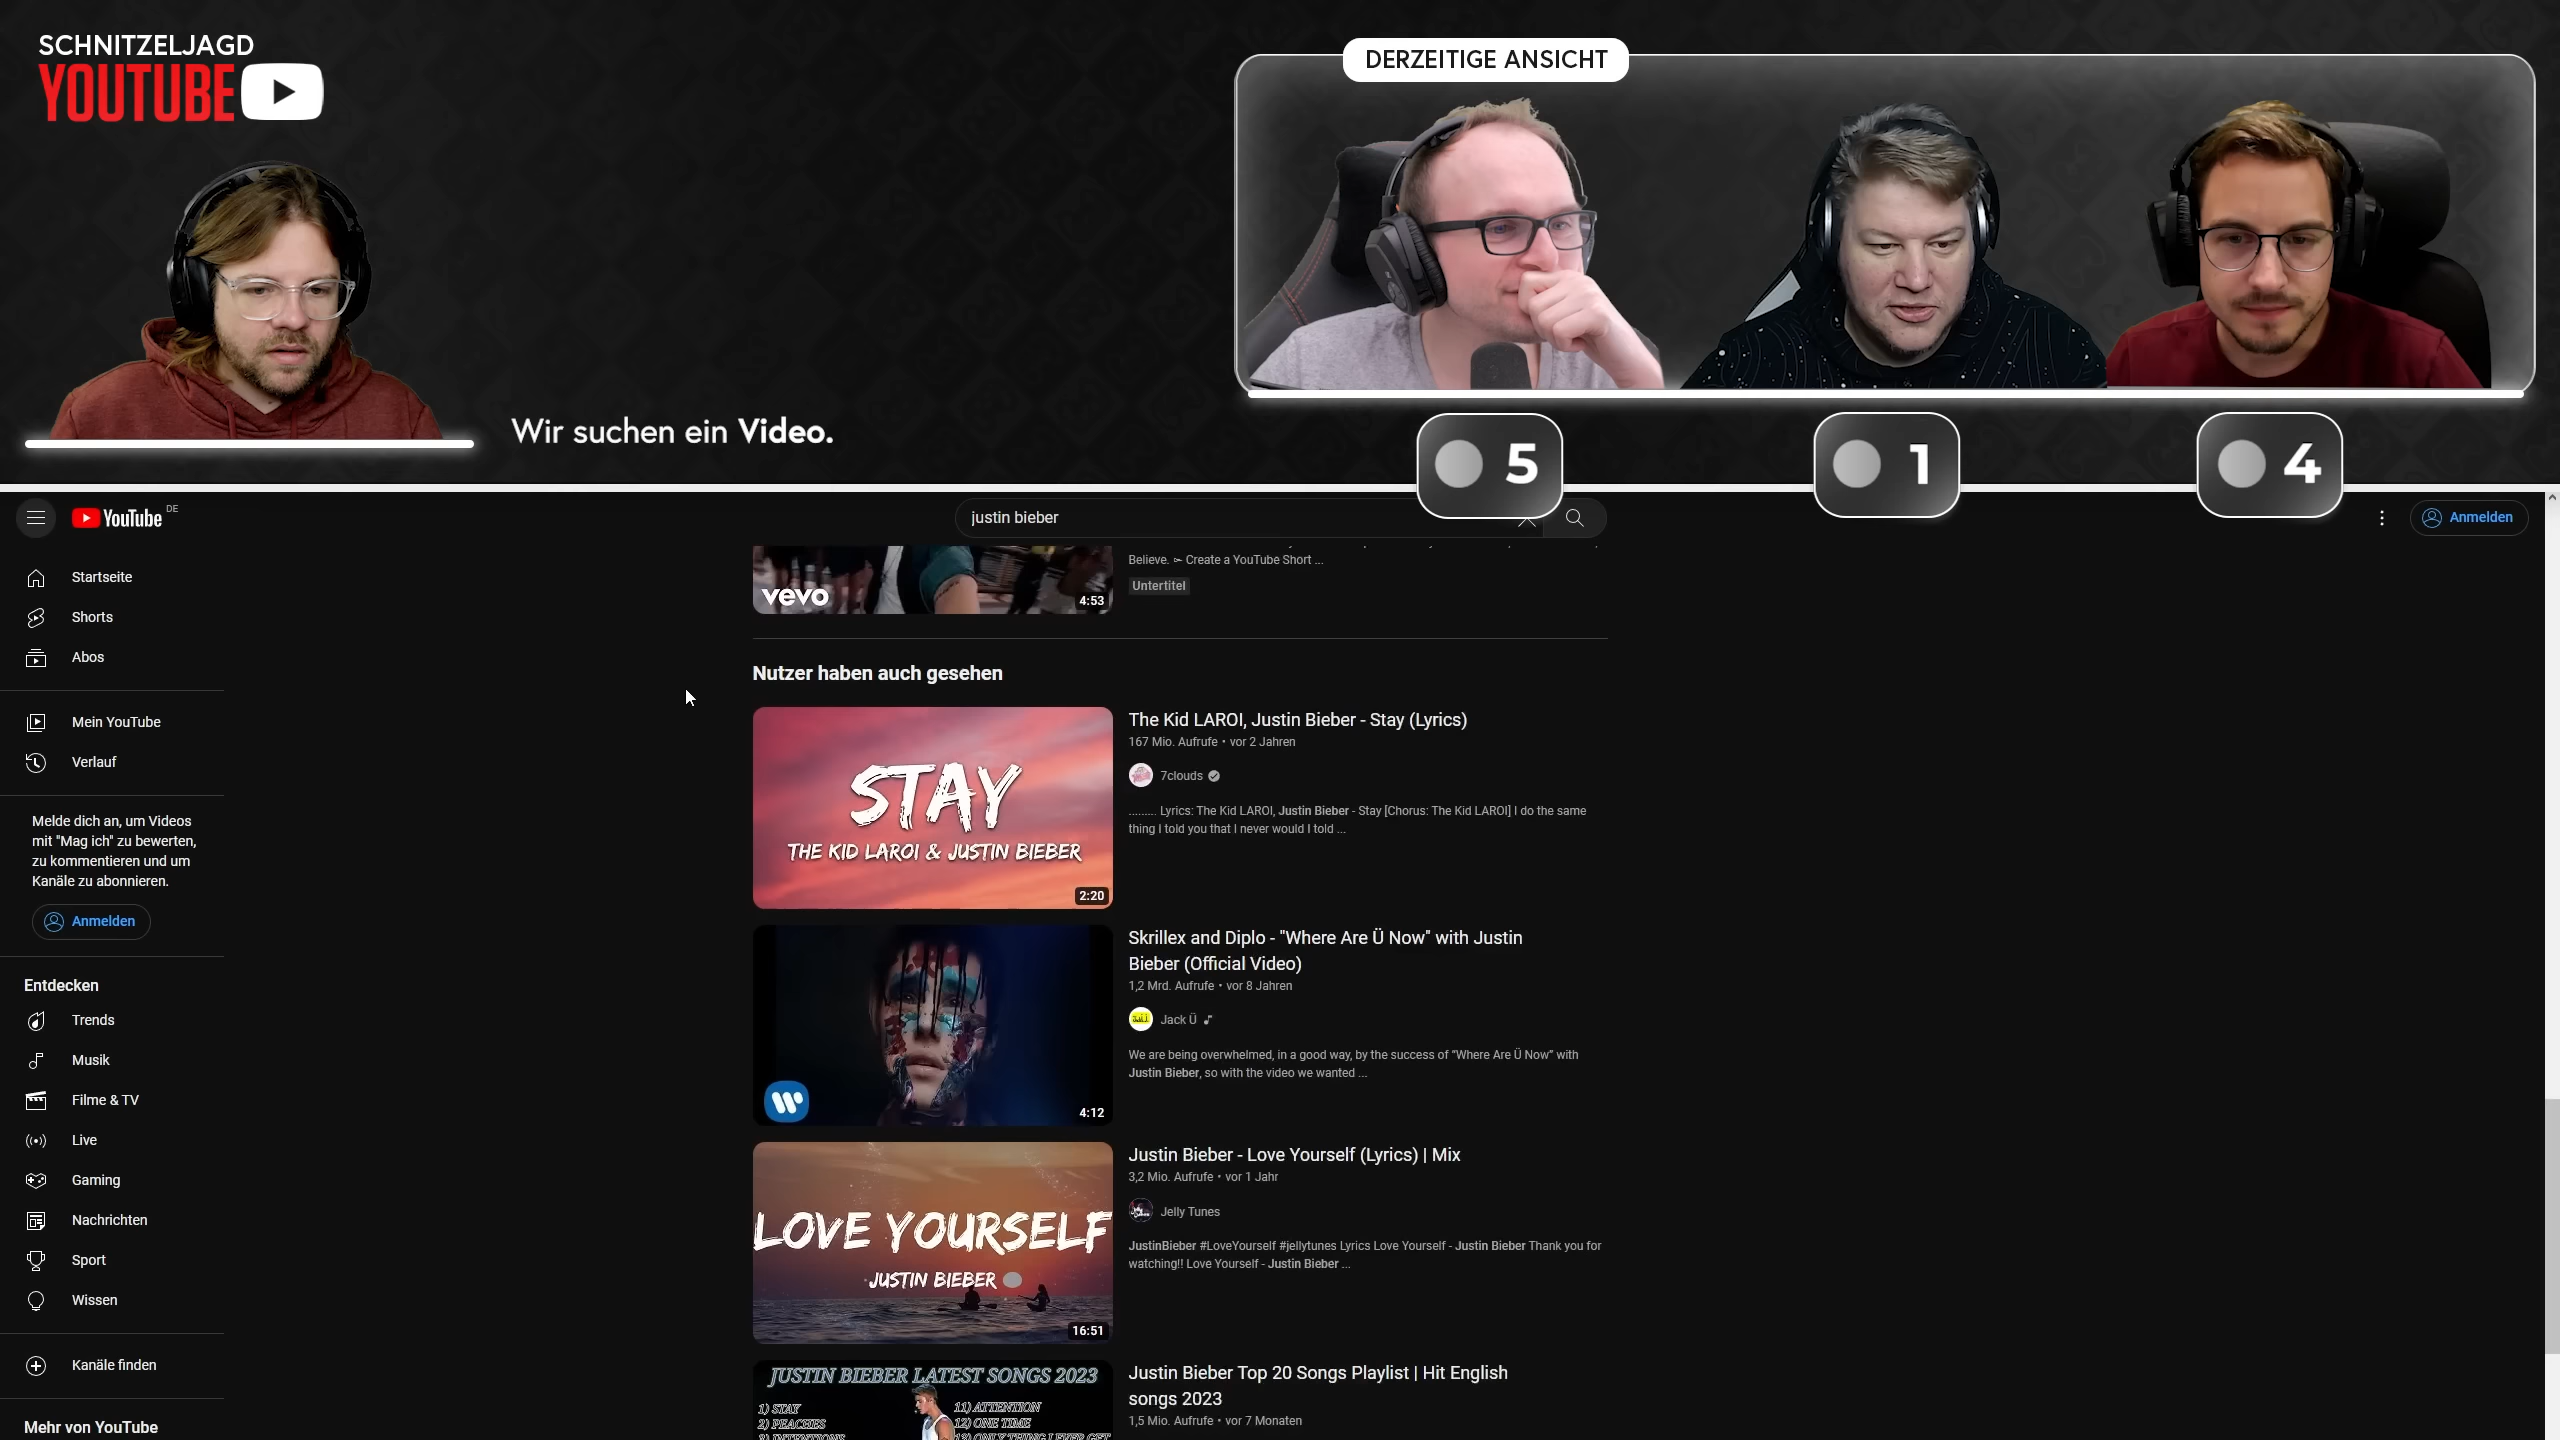 SCHNITZELJAGD
YOUTUBE
DERZEITIGE ANSICHT
Wir suchen ein Video.
5
1
4
YouTube DE
justin bieber
Anmelden
Startseite
Shorts
Abos
Mein YouTube
Verlauf
Melde dich an, um Videos
mit "Mag ich" zu bewerten,
zu kommentieren und um
Kanäle zu abonnieren.
Anmelden
Entdecken
Trends
Musik
Filme & TV
Live
Gaming
Nachrichten
Sport
Wissen
Kanäle finden
Mehr von YouTube
vevo
4:53
Believe. ➣ Create a YouTube Short ...
Untertitel
Nutzer haben auch gesehen
STAY
THE KID LAROI & JUSTIN BIEBER
2:20
The Kid LAROI, Justin Bieber - Stay (Lyrics)
167 Mio. Aufrufe • vor 2 Jahren
7clouds
......... Lyrics: The Kid LAROI, Justin Bieber - Stay [Chorus: The Kid LAROI] I do the same
thing I told you that I never would I told ...
4:12
Skrillex and Diplo - "Where Are Ü Now" with Justin
Bieber (Official Video)
1,2 Mrd. Aufrufe • vor 8 Jahren
Jack Ü
We are being overwhelmed, in a good way, by the success of “Where Are Ü Now” with
Justin Bieber, so with the video we wanted ...
LOVE YOURSELF
JUSTIN BIEBER
16:51
Justin Bieber - Love Yourself (Lyrics) | Mix
3,2 Mio. Aufrufe • vor 1 Jahr
Jelly Tunes
JustinBieber #LoveYourself #jellytunes Lyrics Love Yourself - Justin Bieber Thank you for
watching!! Love Yourself - Justin Bieber ...
JUSTIN BIEBER LATEST SONGS 2023
1) STAY
2) PEACHES
3) INTENTIONS
11) ATTENTION
12) ONE TIME
13) ONLY THING I EVER GET
Justin Bieber Top 20 Songs Playlist | Hit English
songs 2023
1,5 Mio. Aufrufe • vor 7 Monaten